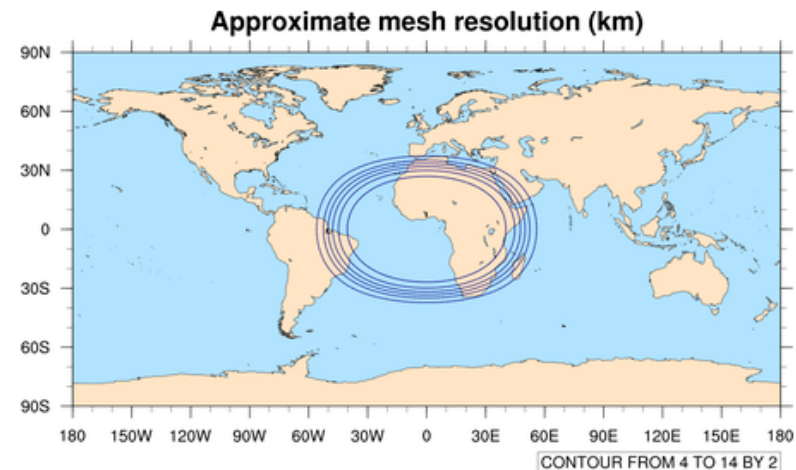 Approximate mesh resolution (km)
90N
60N
30N
0
30S
60S
90S
180 150W 120W 90W 60W 30W 0 30E 60E 90E 120E 150E 180
CONTOUR FROM 4 TO 14 BY 2